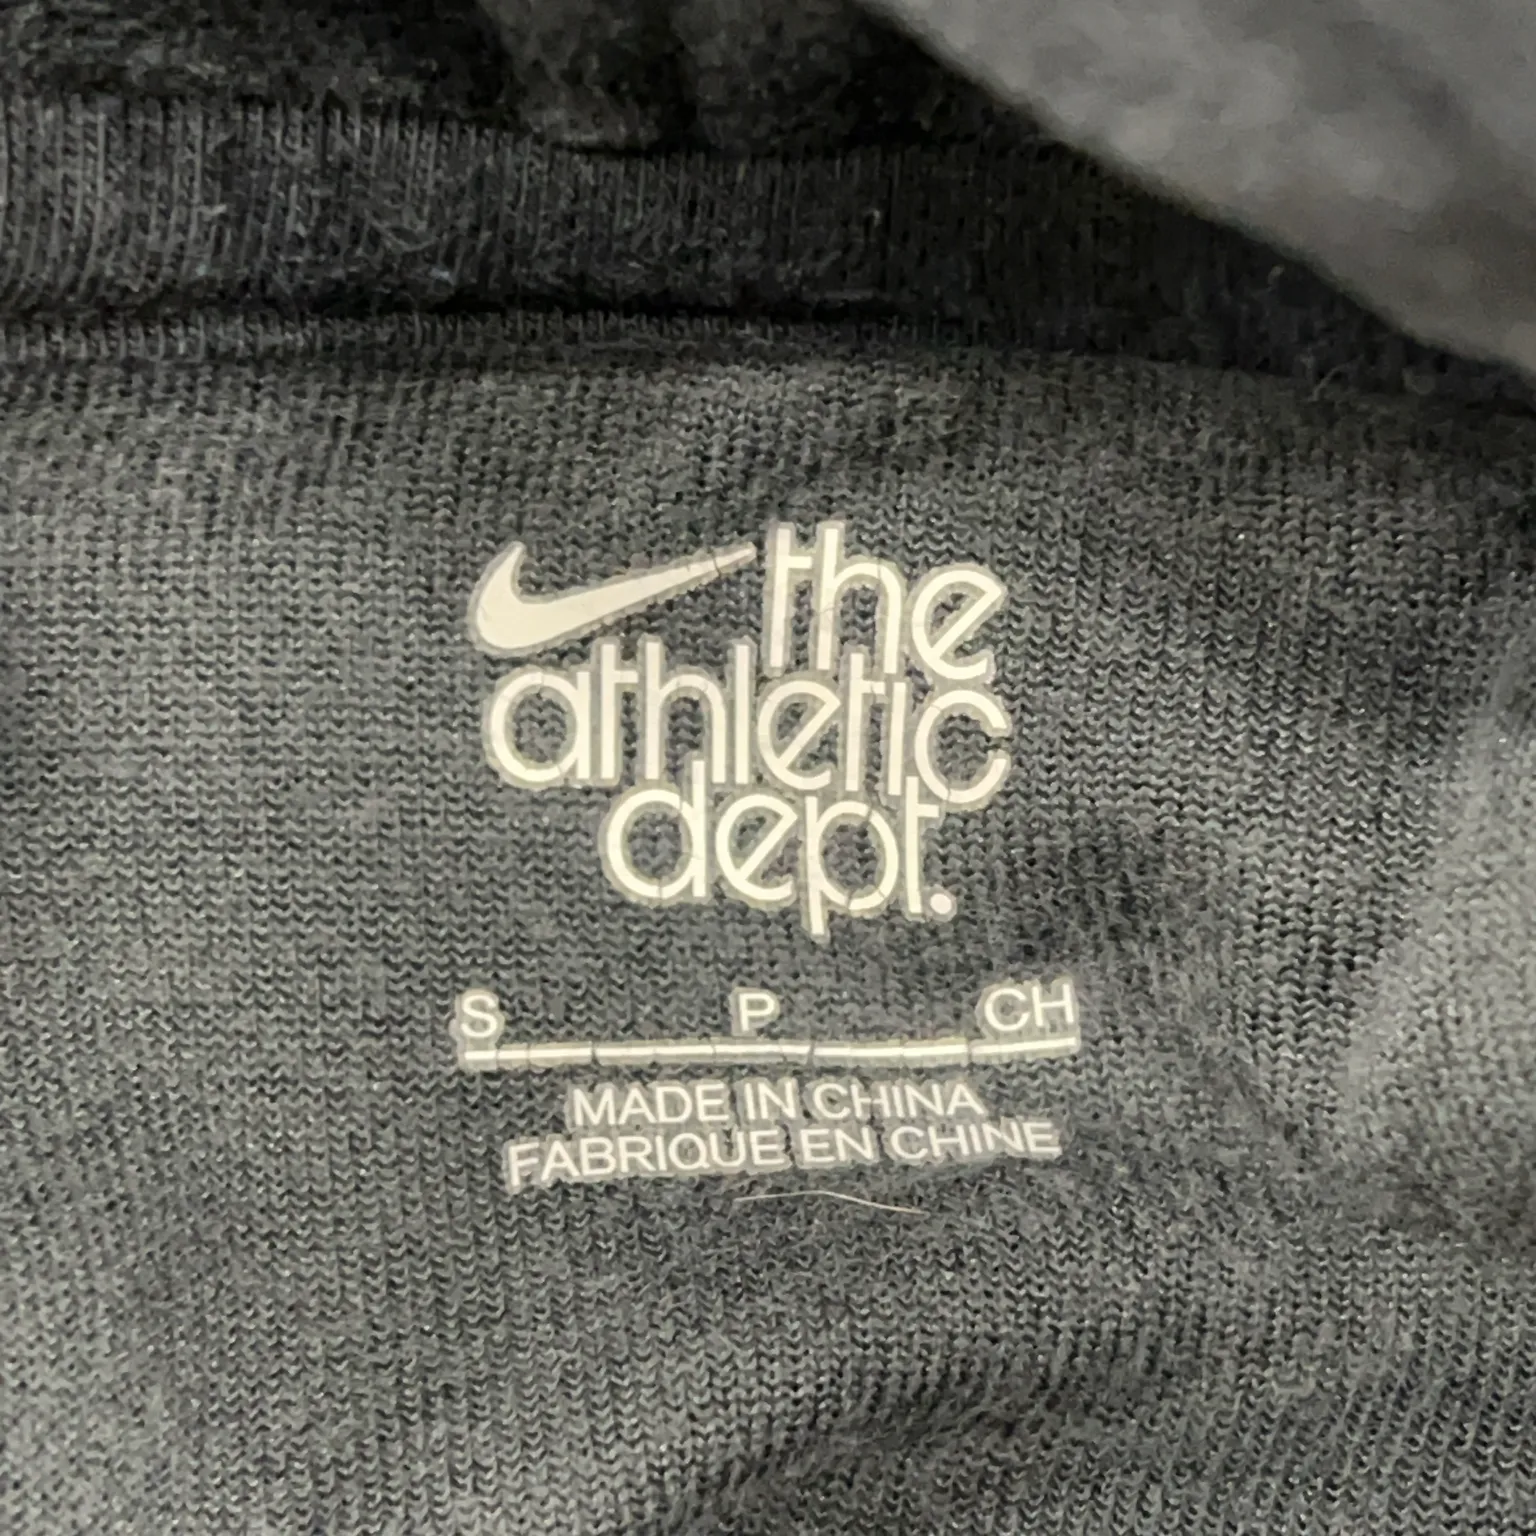 the
athletic
dept.
S P CH
MADE IN CHINA
FABRIQUE EN CHINE